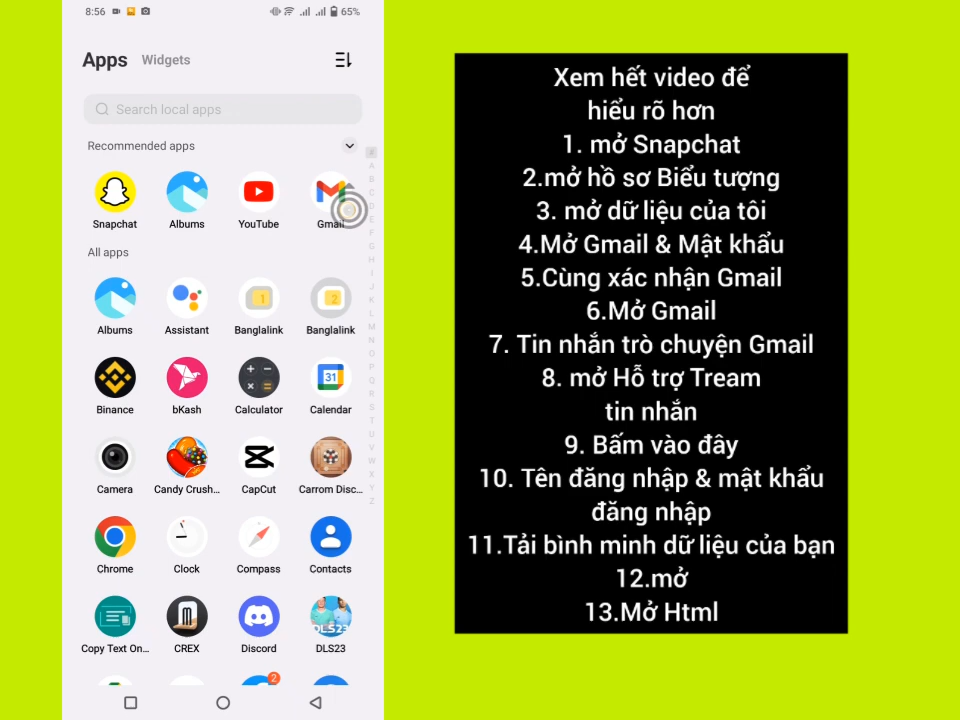 8:56
65%
Apps Widgets
Search local apps
Recommended apps
Snapchat Albums YouTube Gmail
All apps
Albums Assistant Banglalink Banglalink
Binance bKash Calculator Calendar
Camera Candy Crush... CapCut Carrom Disc...
Chrome Clock Compass Contacts
Copy Text On... CREX Discord DLS23
#
A
B
C
D
E
F
G
H
I
J
K
L
M
N
O
P
Q
R
S
T
U
V
W
X
Y
Z
1
2
31
DLS23
2
Xem hết video để
hiểu rõ hơn
1. mở Snapchat
2.mở hồ sơ Biểu tượng
3. mở dữ liệu của tôi
4.Mở Gmail & Mật khẩu
5.Cùng xác nhận Gmail
6.Mở Gmail
7. Tin nhắn trò chuyện Gmail
8. mở Hỗ trợ Tream
tin nhắn
9. Bấm vào đây
10. Tên đăng nhập & mật khẩu
đăng nhập
11.Tải bình minh dữ liệu của bạn
12.mở
13.Mở Html